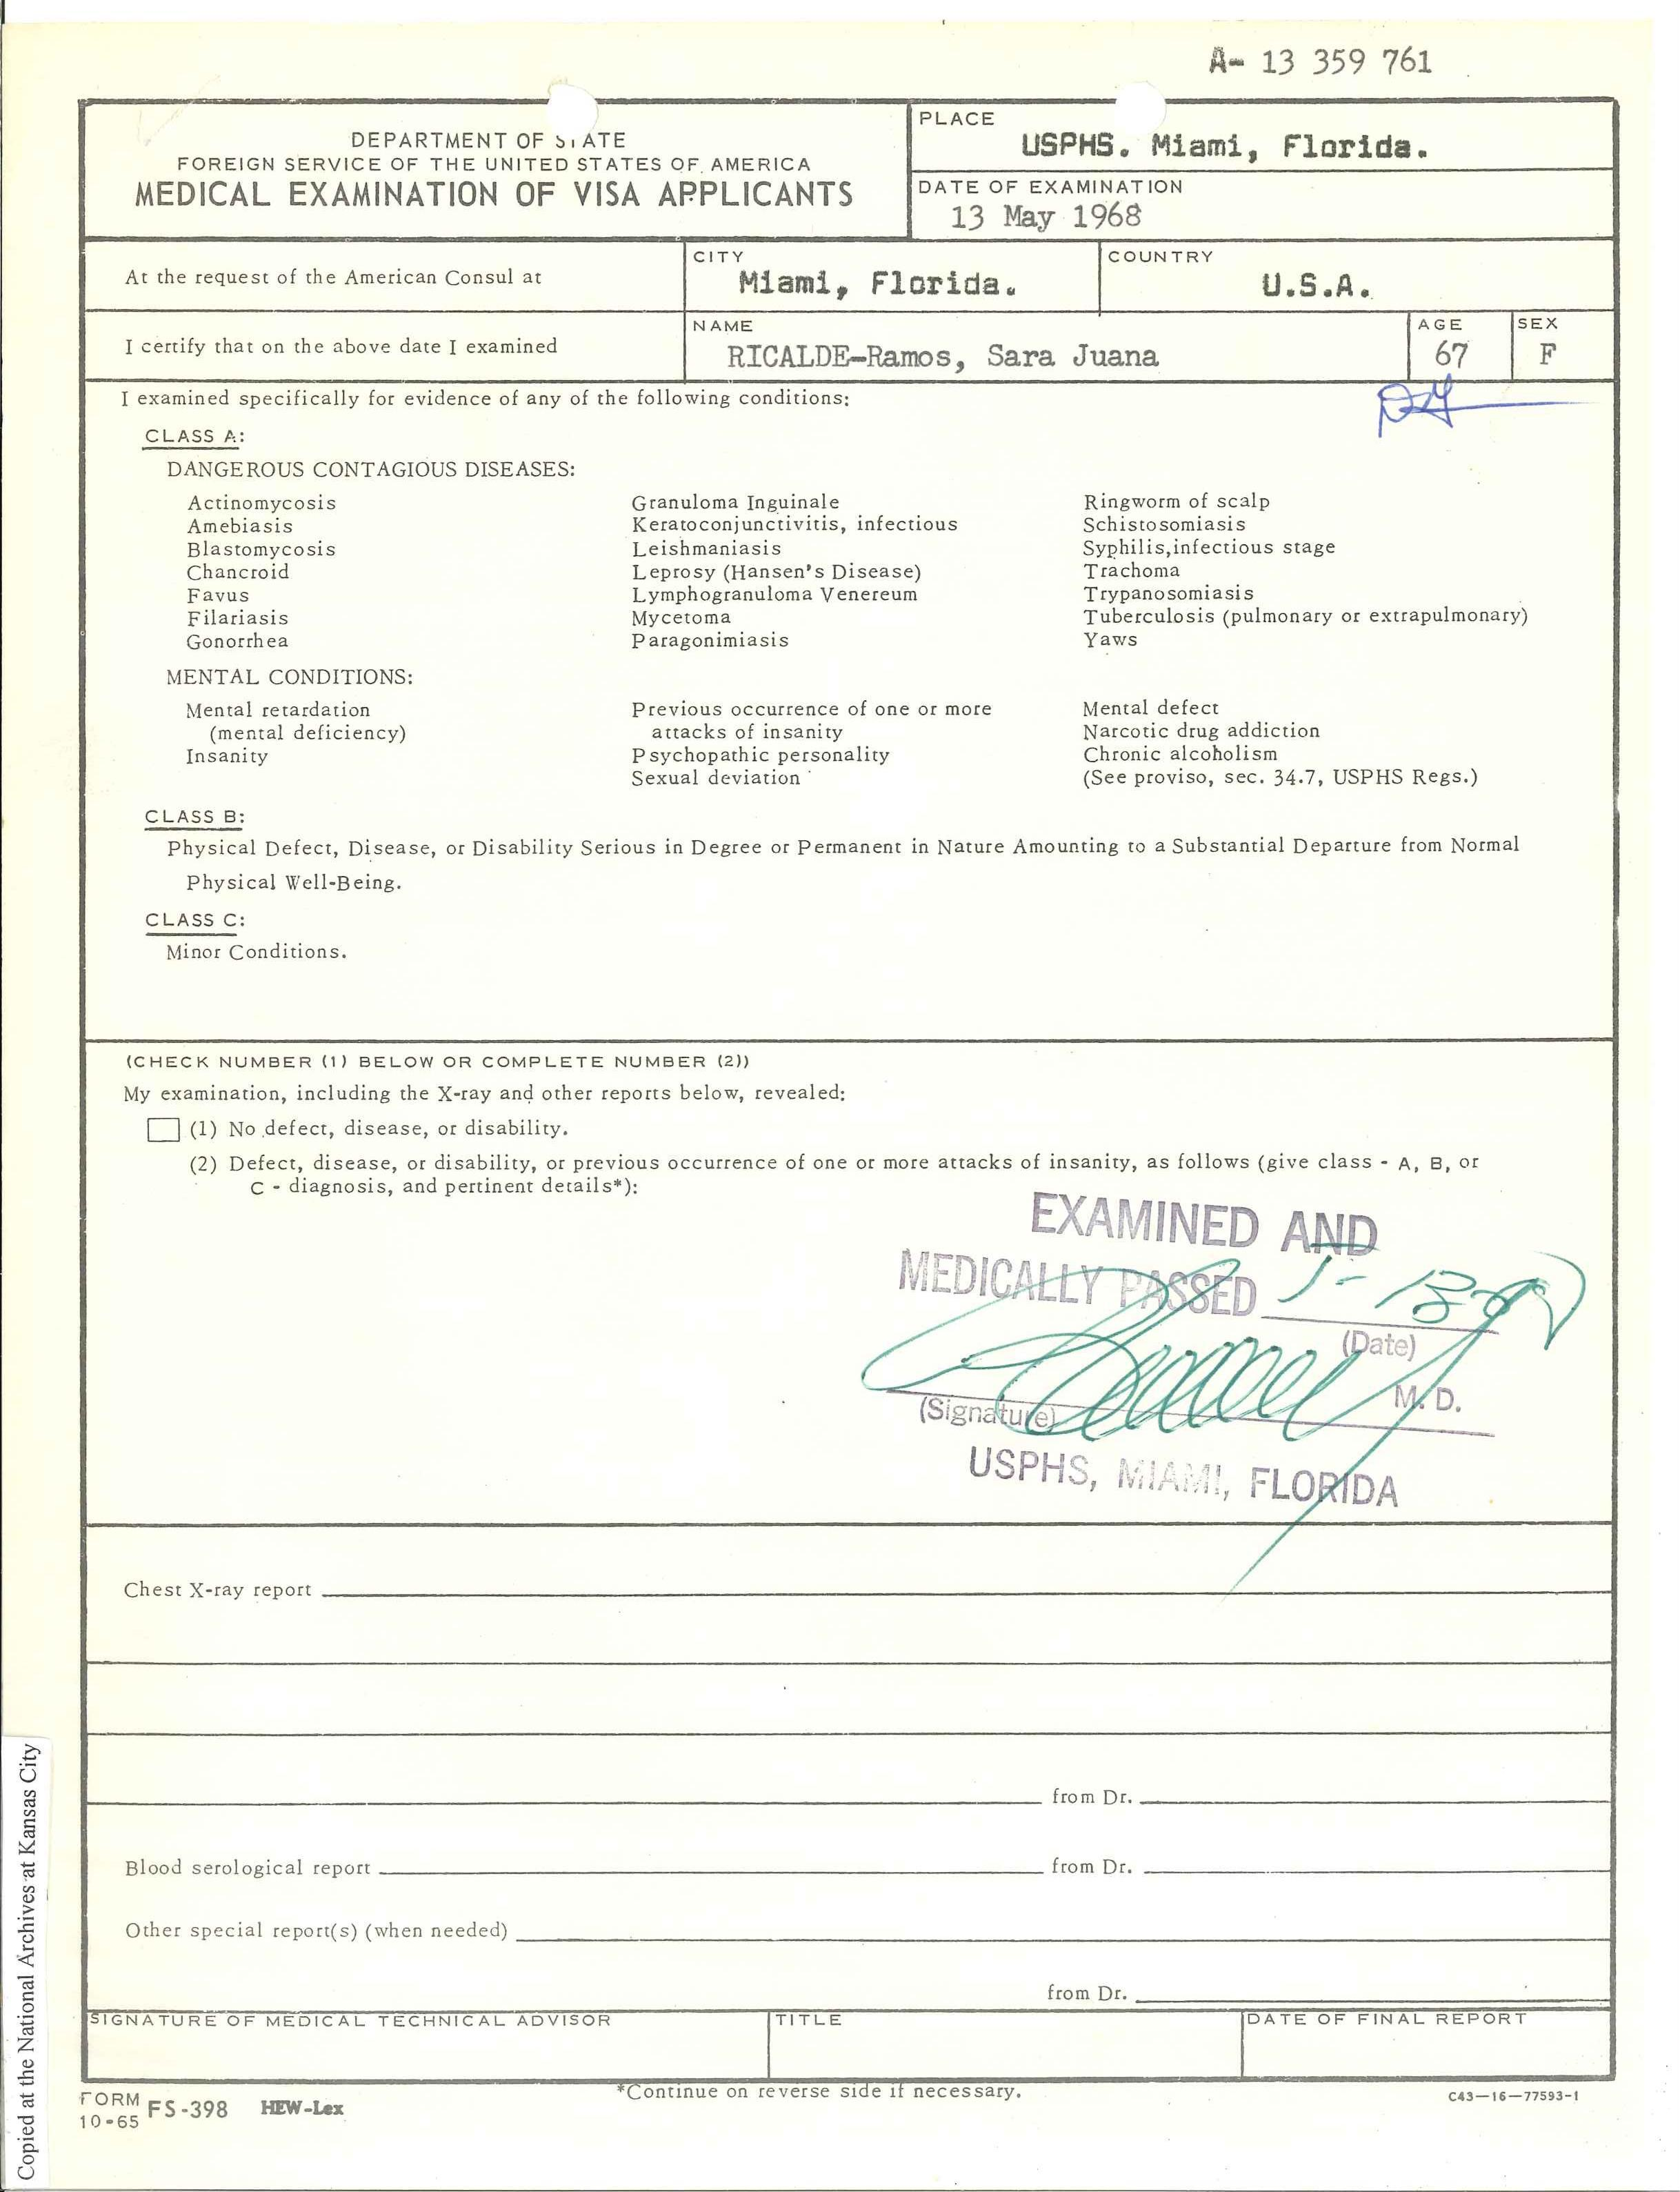 A- 13 359 761
DEPARTMENT OF STATE
FOREIGN SERVICE OF THE UNITED STATES OF AMERICA
MEDICAL EXAMINATION OF VISA APPLICANTS
PLACE
USPHS. Miami, Florida.
DATE OF EXAMINATION
13 May 1968
At the request of the American Consul at
CITY
Miami, Florida.
COUNTRY
U.S.A.
I certify that on the above date I examined
NAME
RICALDE-Ramos, Sara Juana
AGE
67
SEX
F
I examined specifically for evidence of any of the following conditions:
CLASS A:
DANGEROUS CONTAGIOUS DISEASES:
Actinomycosis
Amebiasis
Blastomycosis
Chancroid
Favus
Filariasis
Gonorrhea
Granuloma Inguinale
Keratoconjunctivitis, infectious
Leishmaniasis
Leprosy (Hansen's Disease)
Lymphogranuloma Venereum
Mycetoma
Paragonimiasis
Ringworm of scalp
Schistosomiasis
Syphilis,infectious stage
Trachoma
Trypanosomiasis
Tuberculosis (pulmonary or extrapulmonary)
Yaws
MENTAL CONDITIONS:
Mental retardation
(mental deficiency)
Insanity
Previous occurrence of one or more
attacks of insanity
Psychopathic personality
Sexual deviation
Mental defect
Narcotic drug addiction
Chronic alcoholism
(See proviso, sec. 34.7, USPHS Regs.)
CLASS B:
Physical Defect, Disease, or Disability Serious in Degree or Permanent in Nature Amounting to a Substantial Departure from Normal
Physical Well-Being.
CLASS C:
Minor Conditions.
(CHECK NUMBER (1) BELOW OR COMPLETE NUMBER (2))
My examination, including the X-ray and other reports below, revealed:
(1) No defect, disease, or disability.
(2) Defect, disease, or disability, or previous occurrence of one or more attacks of insanity, as follows (give class - A, B, or
C - diagnosis, and pertinent details*):
EXAMINED AND
MEDICALLY PASSED
(Date)
M. D.
(Signature)
USPHS, MIAMI, FLORIDA
Chest X-ray report
from Dr.
Blood serological report
from Dr.
Other special report(s) (when needed)
from Dr.
SIGNATURE OF MEDICAL TECHNICAL ADVISOR
TITLE
DATE OF FINAL REPORT
FORM
10-65
FS-398
HEW-Lex
*Continue on reverse side if necessary.
C43—16—77593-1
Copied at the National Archives at Kansas City